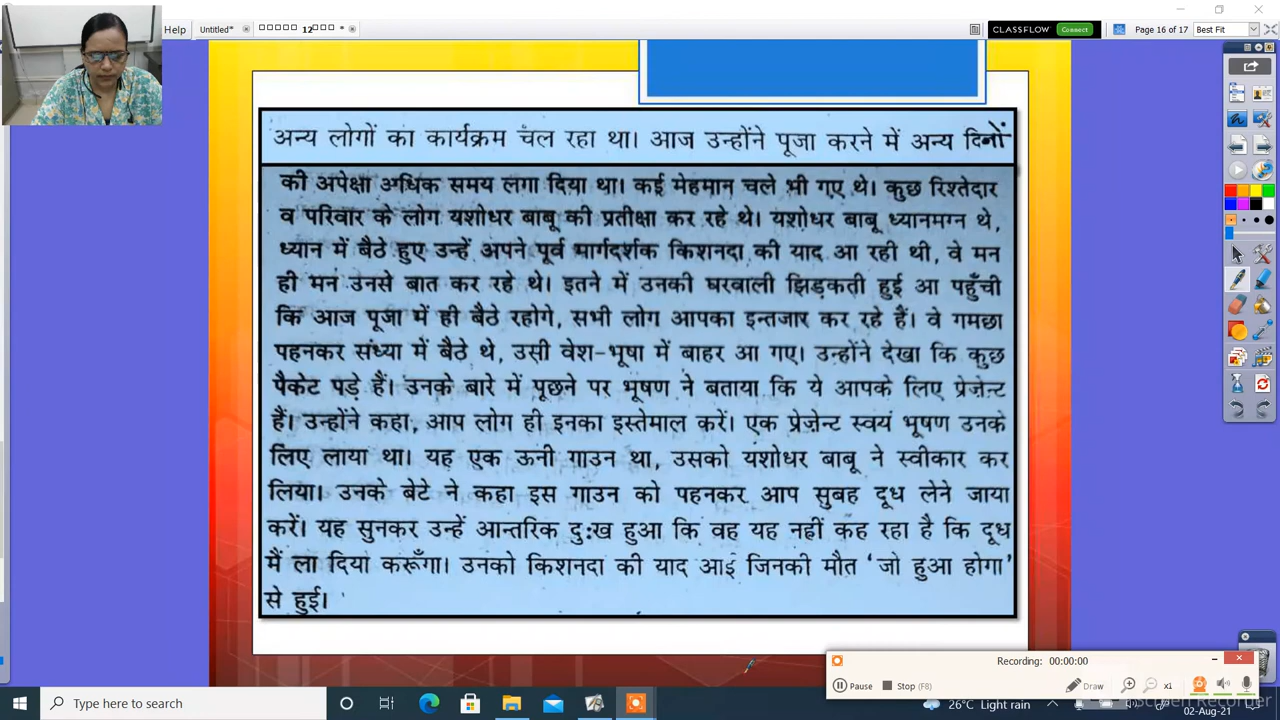 Help
Untitled*
12
CLASSFLOW Connect
Page 16 of 17
Best Fit
अन्य लोगों का कार्यक्रम चल रहा था। आज उन्होंने पूजा करने में अन्य दिनों
की अपेक्षा अधिक समय लगा दिया था। कई मेहमान चले भी गए थे। कुछ रिश्तेदार
व परिवार के लोग यशोधर बाबू की प्रतीक्षा कर रहे थे। यशोधर बाबू ध्यानमग्न थे,
ध्यान में बैठे हुए उन्हें अपने पूर्व मार्गदर्शक किशनदा की याद आ रही थी, वे मन
ही मन उनसे बात कर रहे थे। इतने में उनकी घरवाली झिड़कती हुई आ पहुँची
कि आज पूजा में ही बैठे रहोगे, सभी लोग आपका इन्तजार कर रहे हैं। वे गमछा
पहनकर संध्या में बैठे थे, उसी वेश-भूषा में बाहर आ गए। उन्होंने देखा कि कुछ
पैकेट पड़े हैं। उनके बारे में पूछने पर भूषण ने बताया कि ये आपके लिए प्रेजेन्ट
हैं। उन्होंने कहा, आप लोग ही इनका इस्तेमाल करें। एक प्रेजेन्ट स्वयं भूषण उनके
लिए लाया था। यह एक ऊनी गाउन था, उसको यशोधर बाबू ने स्वीकार कर
लिया। उनके बेटे ने कहा इस गाउन को पहनकर आप सुबह दूध लेने जाया
करें। यह सुनकर उन्हें आन्तरिक दु:ख हुआ कि वह यह नहीं कह रहा है कि दूध
मैं ला दिया करूँगा। उनको किशनदा की याद आई जिनकी मौत ‘जो हुआ होगा’
से हुई।
Recording: 00:00:00
Pause
Stop (F8)
Draw
x1
Type here to search
26°C Light rain
02-Aug-21